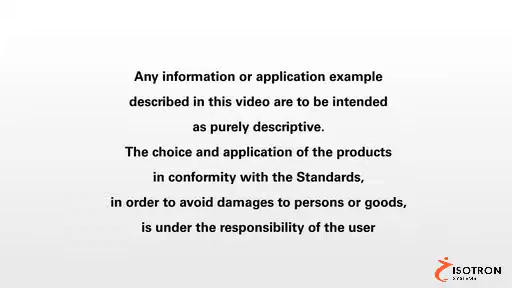 Any information or application example
described in this video are to be intended
as purely descriptive.
The choice and application of the products
in conformity with the Standards,
in order to avoid damages to persons or goods,
is under the responsibility of the user
ISOTRON
SYSTEMS